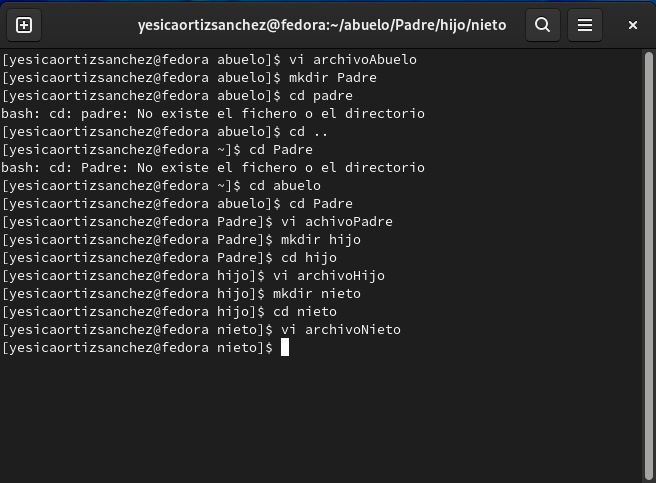 yesicaortizsanchez@fedora:~/abuelo/Padre/hijo/nieto
[yesicaortizsanchez@fedora abuelo]$ vi archivoAbuelo
[yesicaortizsanchez@fedora abuelo]$ mkdir Padre
[yesicaortizsanchez@fedora abuelo]$ cd padre
bash: cd: padre: No existe el fichero o el directorio
[yesicaortizsanchez@fedora abuelo]$ cd ..
[yesicaortizsanchez@fedora ~]$ cd Padre
bash: cd: Padre: No existe el fichero o el directorio
[yesicaortizsanchez@fedora ~]$ cd abuelo
[yesicaortizsanchez@fedora abuelo]$ cd Padre
[yesicaortizsanchez@fedora Padre]$ vi achivoPadre
[yesicaortizsanchez@fedora Padre]$ mkdir hijo
[yesicaortizsanchez@fedora Padre]$ cd hijo
[yesicaortizsanchez@fedora hijo]$ vi archivoHijo
[yesicaortizsanchez@fedora hijo]$ mkdir nieto
[yesicaortizsanchez@fedora hijo]$ cd nieto
[yesicaortizsanchez@fedora nieto]$ vi archivoNieto
[yesicaortizsanchez@fedora nieto]$